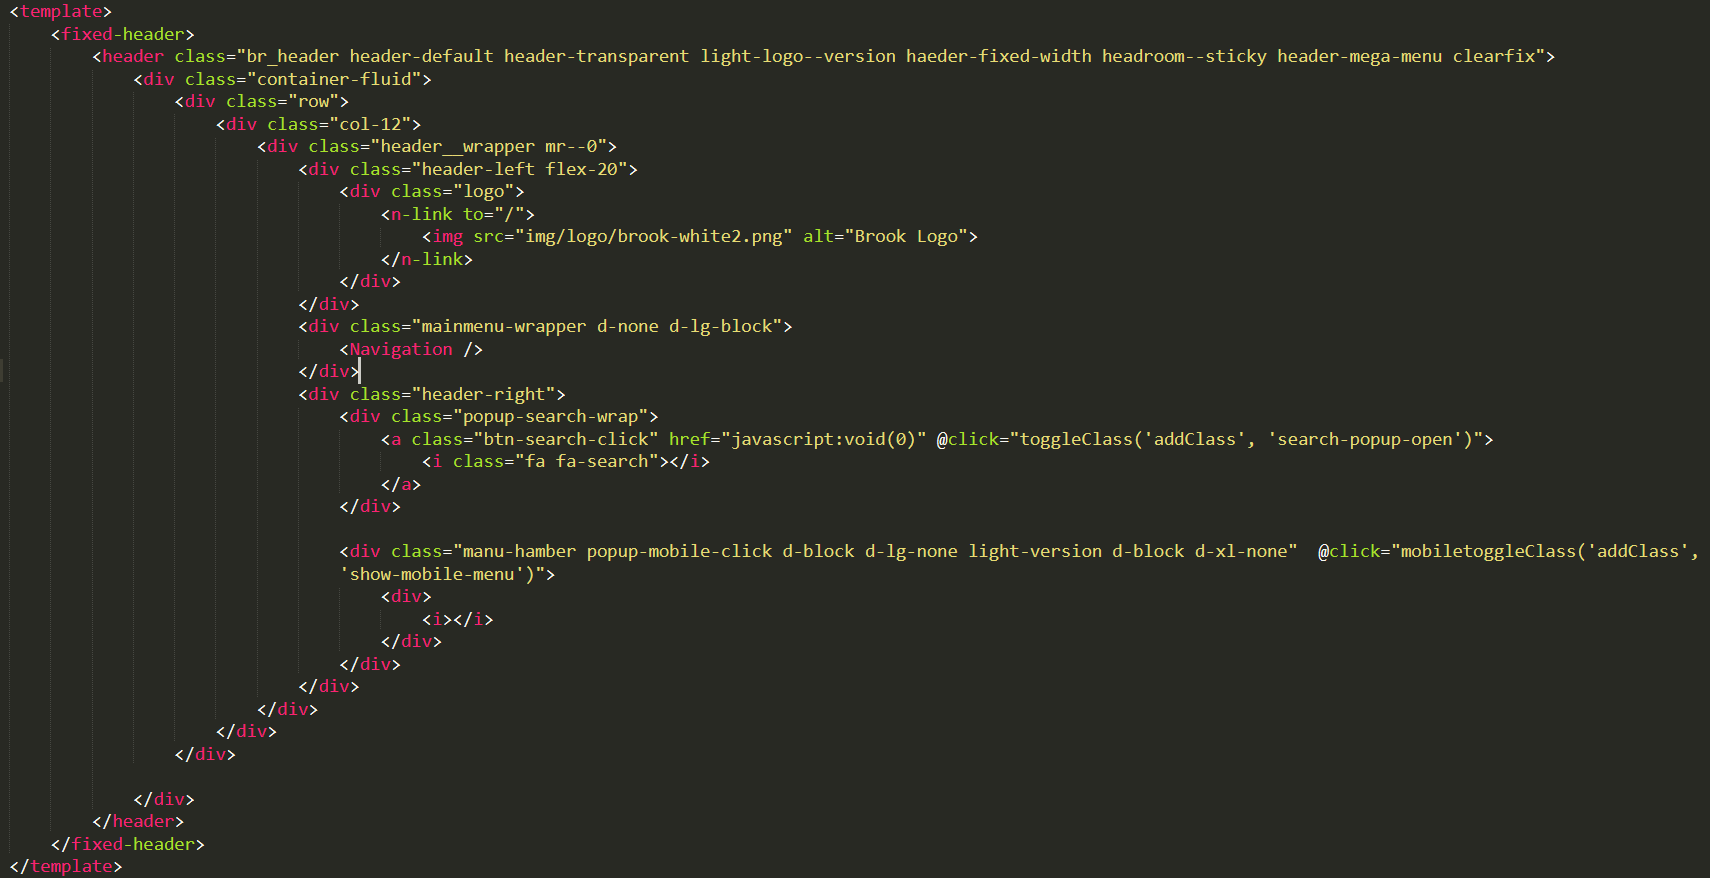 <template>
<fixed-header>
<header class="br_header header-default header-transparent light-logo--version haeder-fixed-width headroom--sticky header-mega-menu clearfix">
<div class="container-fluid">
<div class="row">
<div class="col-12">
<div class="header__wrapper mr--0">
<div class="header-left flex-20">
<div class="logo">
<n-link to="/">
<img src="img/logo/brook-white2.png" alt="Brook Logo">
</n-link>
</div>
</div>
<div class="mainmenu-wrapper d-none d-lg-block">
<Navigation />
</div>
<div class="header-right">
<div class="popup-search-wrap">
<a class="btn-search-click" href="javascript:void(0)" @click="toggleClass('addClass', 'search-popup-open')">
<i class="fa fa-search"></i>
</a>
</div>
<div class="manu-hamber popup-mobile-click d-block d-lg-none light-version d-block d-xl-none"  @click="mobiletoggleClass('addClass',
'show-mobile-menu')">
<div>
<i></i>
</div>
</div>
</div>
</div>
</div>
</div>
</div>
</header>
</fixed-header>
</template>